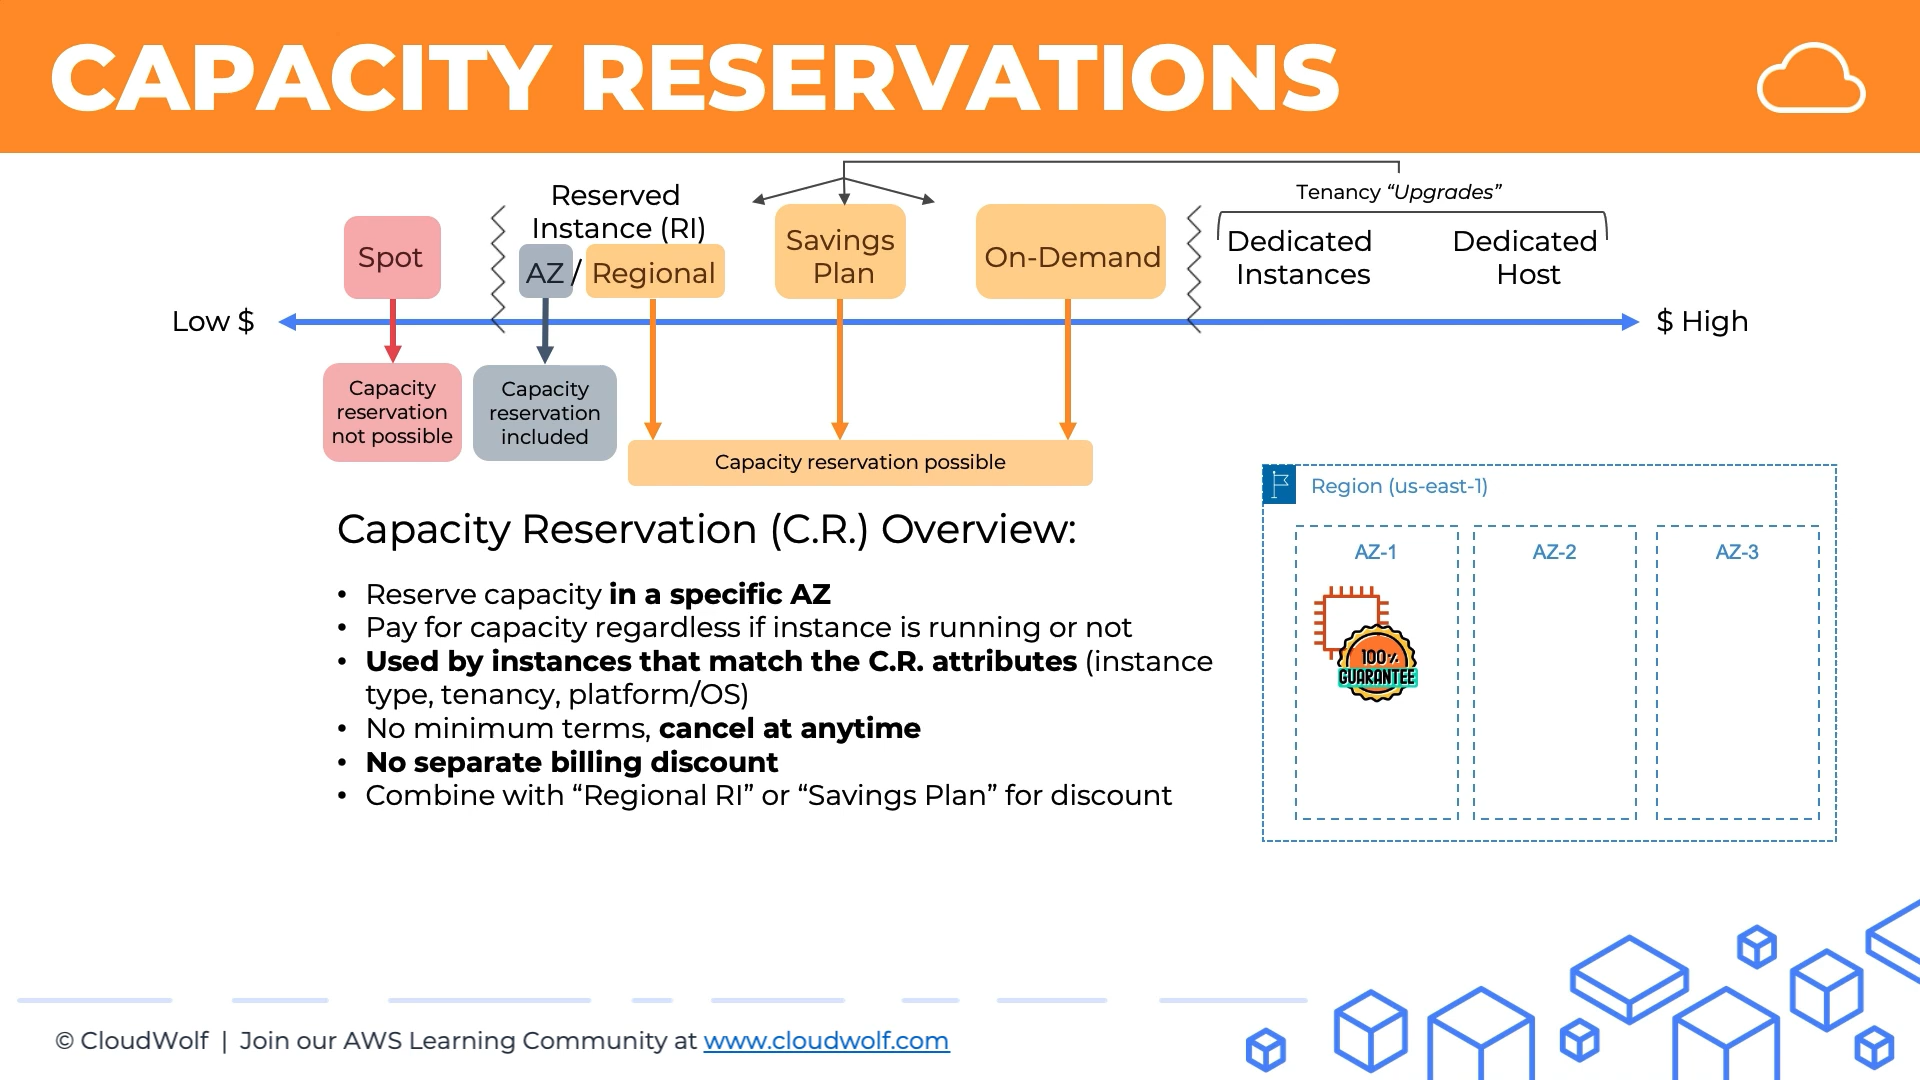 CAPACITY RESERVATIONS
Tenancy “Upgrades”
Reserved
Instance (RI)
Spot
AZ / Regional
Savings
Plan
On-Demand
Dedicated
Instances
Dedicated
Host
Low $
$ High
Capacity
reservation
not possible
Capacity
reservation
included
Capacity reservation possible
Capacity Reservation (C.R.) Overview:
• Reserve capacity in a specific AZ
• Pay for capacity regardless if instance is running or not
• Used by instances that match the C.R. attributes (instance
type, tenancy, platform/OS)
• No minimum terms, cancel at anytime
• No separate billing discount
• Combine with “Regional RI” or “Savings Plan” for discount
Region (us-east-1)
AZ-1
AZ-2
AZ-3
100%
GUARANTEE
© CloudWolf | Join our AWS Learning Community at www.cloudwolf.com